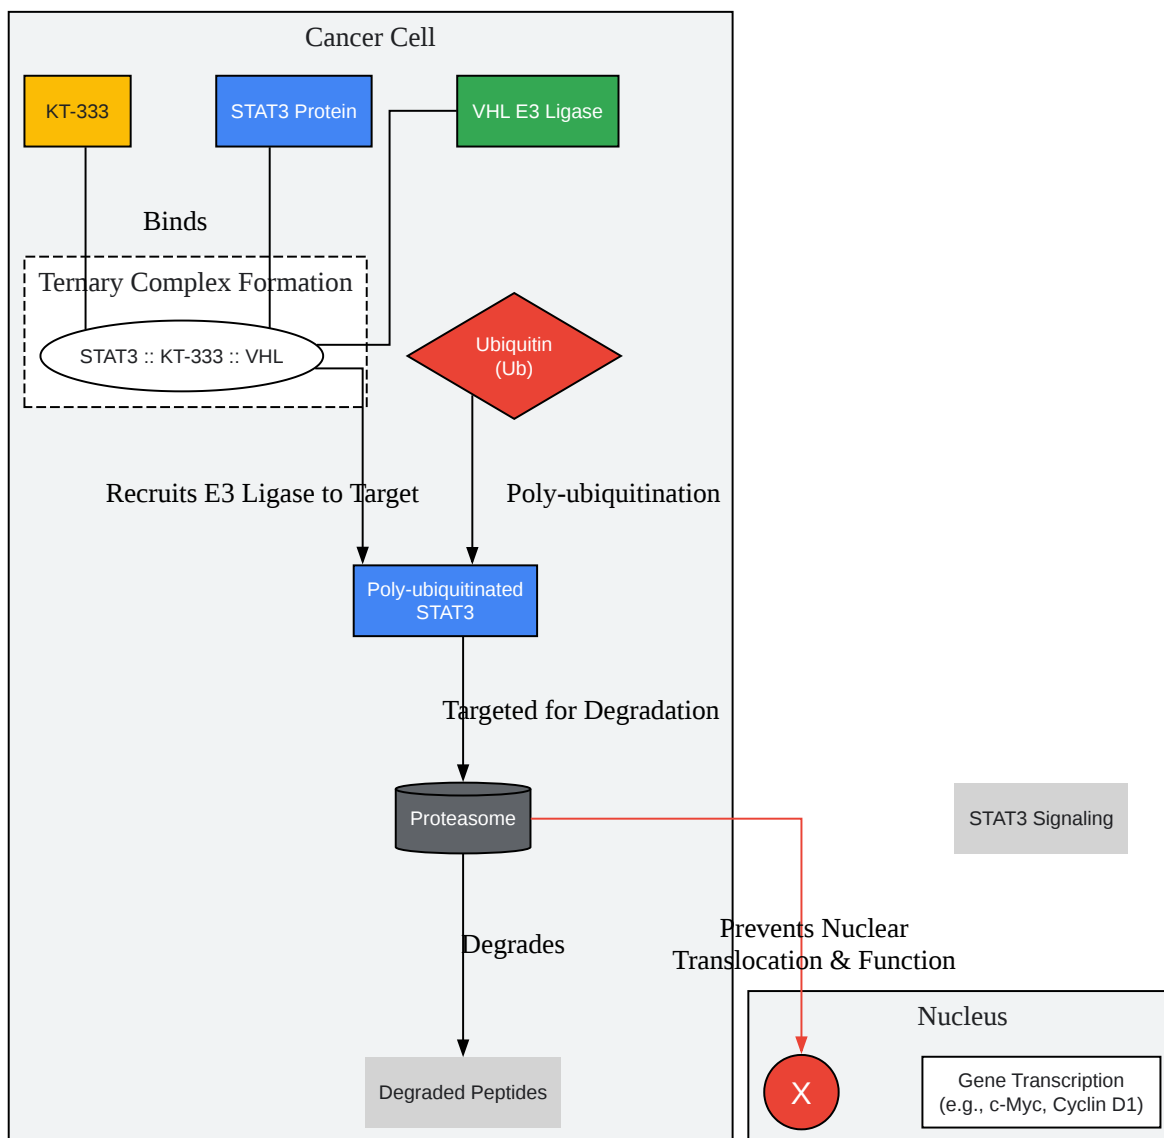 Cancer Cell
KT-333
STAT3 Protein
VHL E3 Ligase
Binds
Ternary Complex Formation
STAT3 :: KT-333 :: VHL
Ubiquitin
(Ub)
Recruits E3 Ligase to Target
Poly-ubiquitination
Poly-ubiquitinated
STAT3
Targeted for Degradation
Proteasome
STAT3 Signaling
Degrades
Prevents Nuclear
Translocation & Function
Nucleus
Degraded Peptides
X
Gene Transcription
(e.g., c-Myc, Cyclin D1)